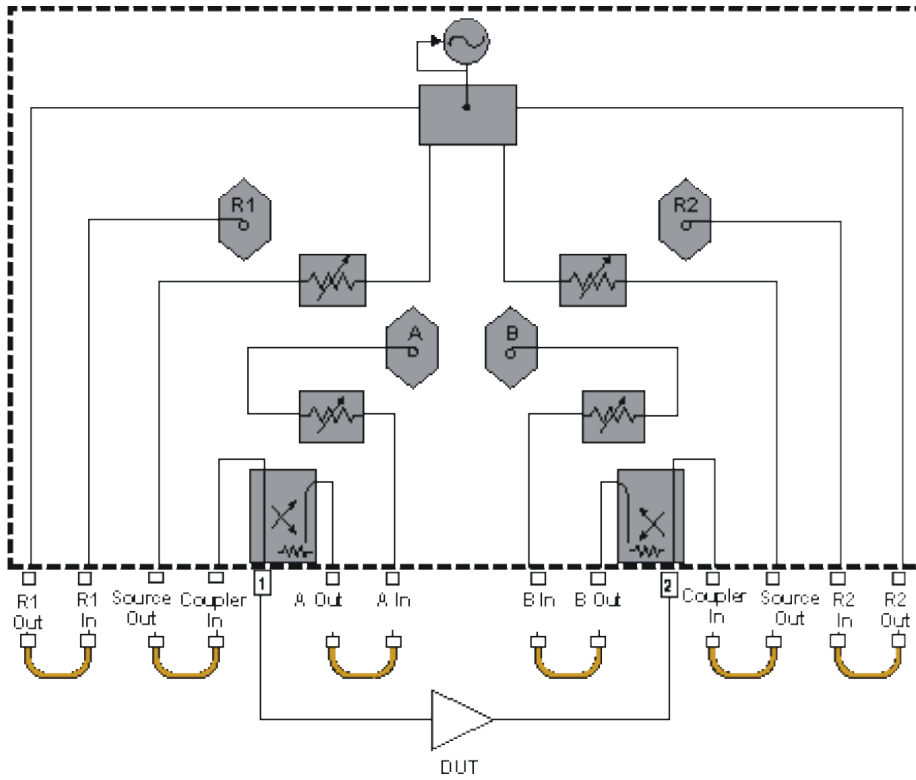 R1
R2
A
B
1
2
R1 Out
R1 In
Source Out
Coupler In
A Out
A In
B In
B Out
Coupler In
Source Out
R2 In
R2 Out
DUT